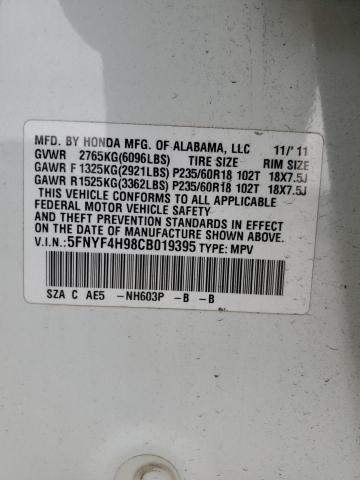 MFD. BY HONDA MFG. OF ALABAMA, LLC 11/' 11
GVWR 2765KG(6096LBS) TIRE SIZE RIM SIZE
GAWR F 1325KG(2921LBS) P235/60R18 102T 18X7.5J
GAWR R1525KG(3362LBS) P235/60R18 102T 18X7.5J
THIS VEHICLE CONFORMS TO ALL APPLICABLE
FEDERAL MOTOR VEHICLE SAFETY AND
THEFT PREVENTION STANDARDS IN EFFECT ON
THE DATE OF MANUFACTURE SHOWN ABOVE.
V.I.N.:5FNYF4H98CB019395 TYPE: MPV
SZA C AE5 -NH603P -B -B